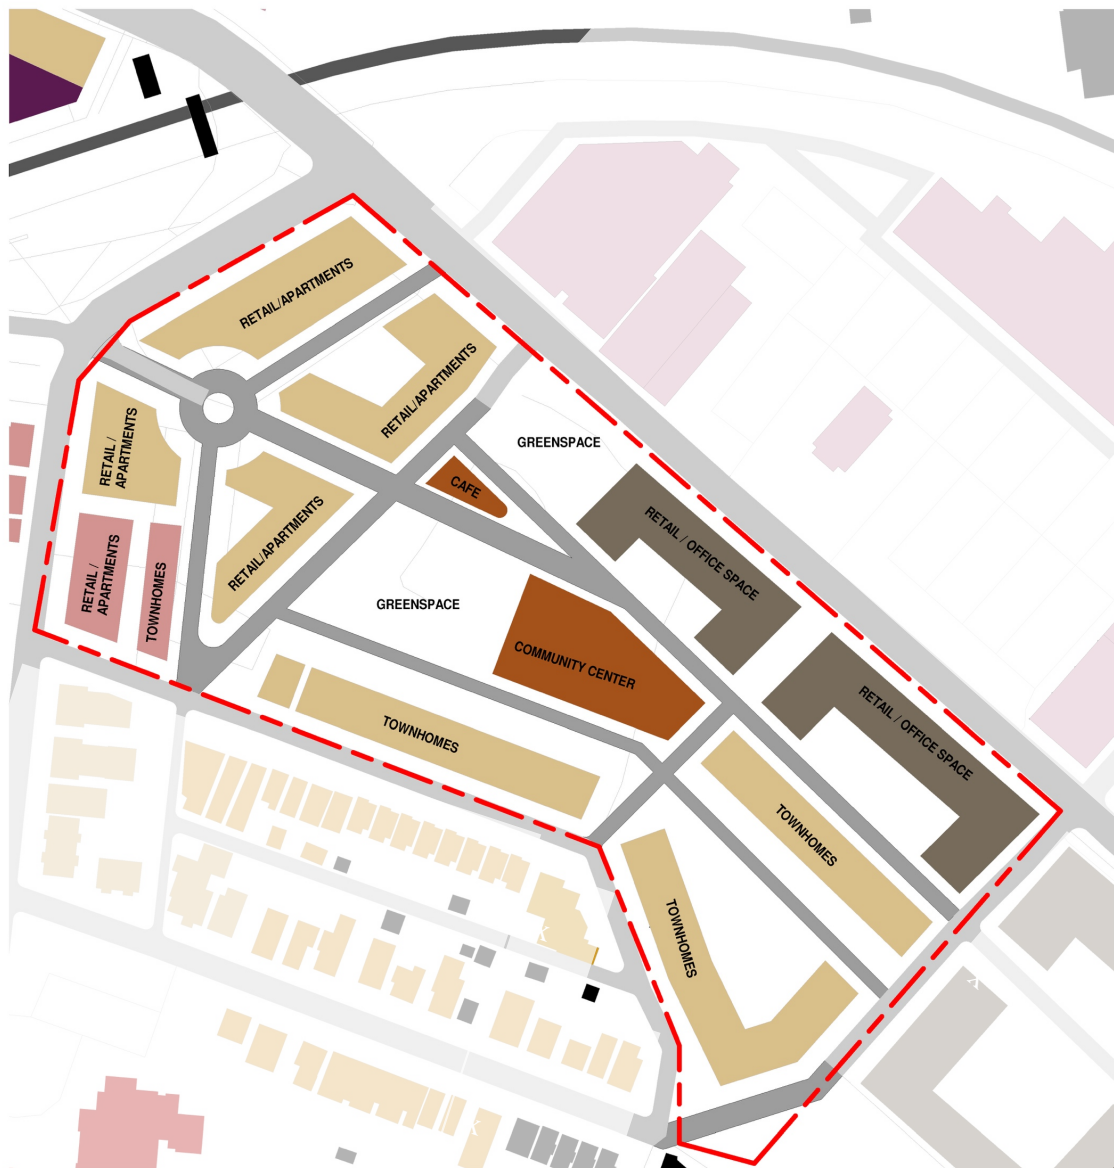 RETAIL/APARTMENTS
RETAIL/APARTMENTS
RETAIL /
APARTMENTS
GREENSPACE
CAFE
RETAIL/APARTMENTS
RETAIL / OFFICE SPACE
RETAIL /
APARTMENTS
TOWNHOMES
GREENSPACE
COMMUNITY CENTER
RETAIL / OFFICE SPACE
TOWNHOMES
TOWNHOMES
TOWNHOMES
X
X
X